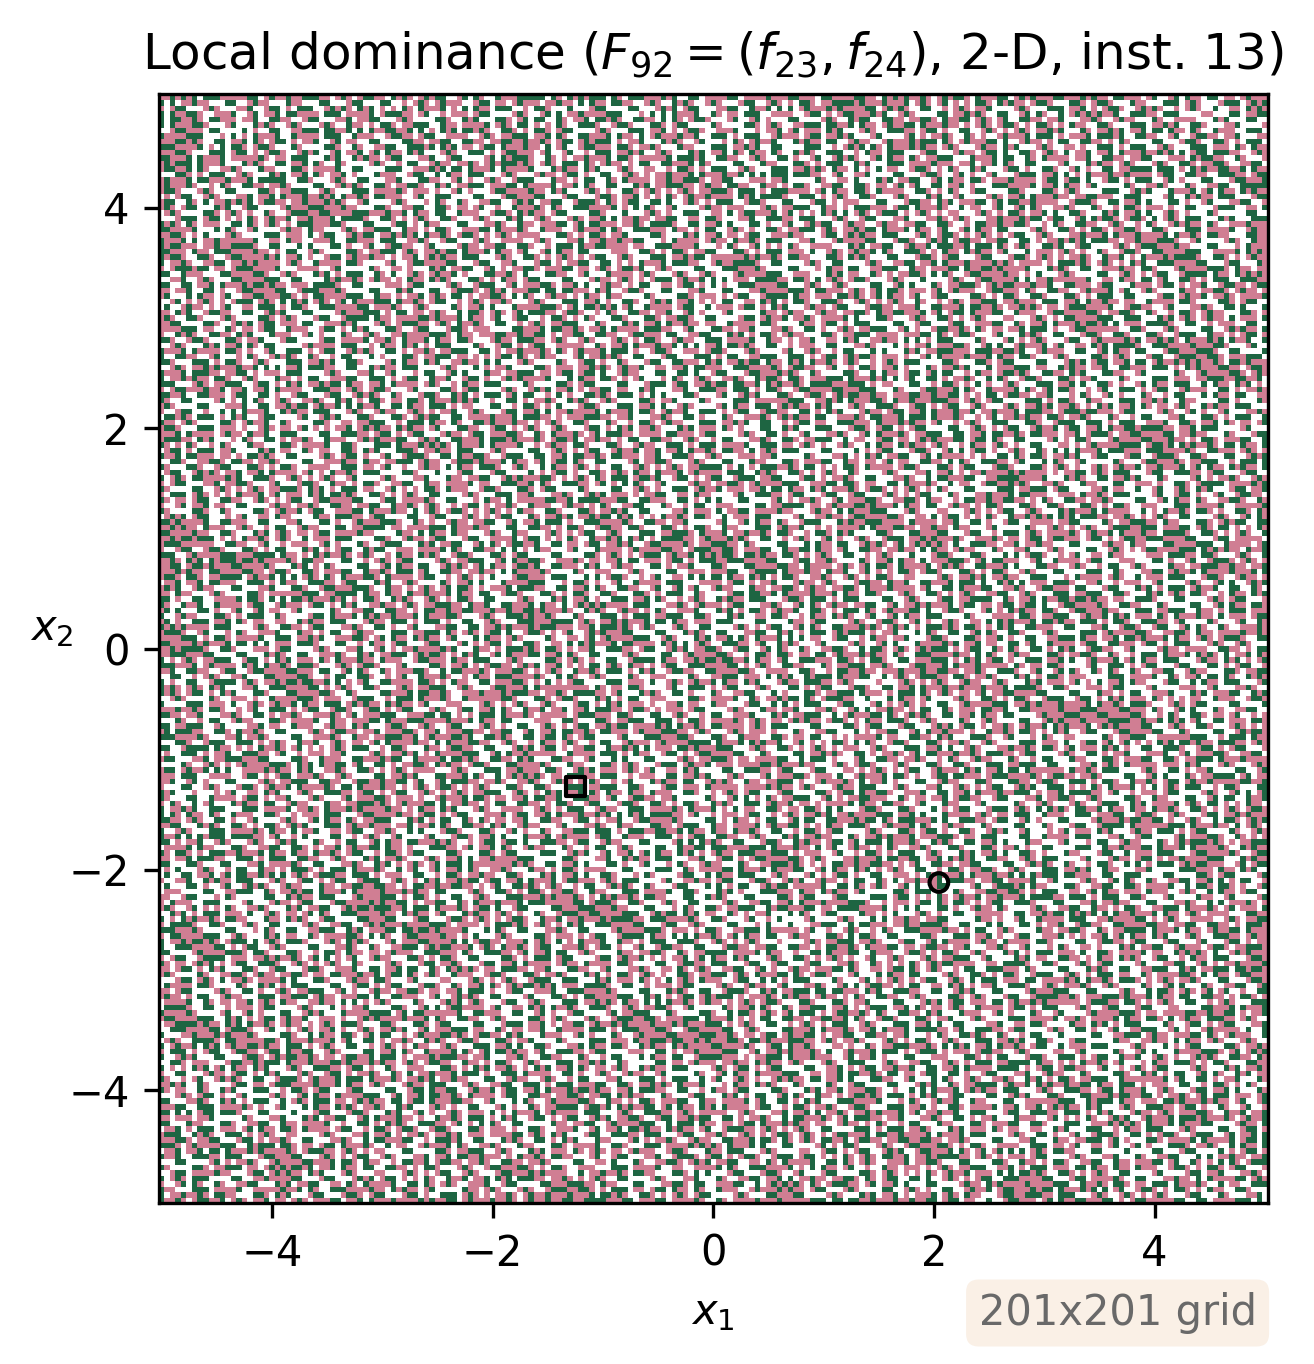 Local dominance (F₉₂ = (f₂₃, f₂₄), 2-D, inst. 13)
4
2
0
−2
−4
x₂
−4 −2 0 2 4
x₁
201x201 grid